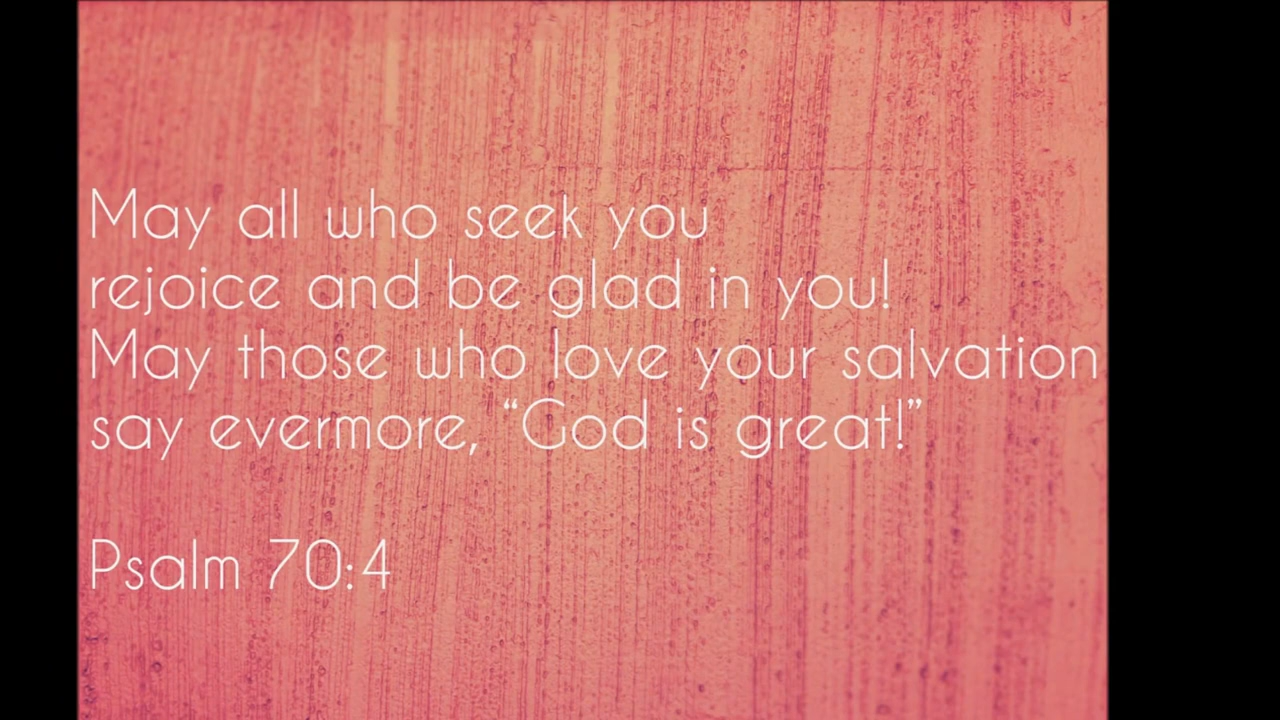 May all who seek you
rejoice and be glad in you!
May those who love your salvation
say evermore, “God is great!”
Psalm 70:4